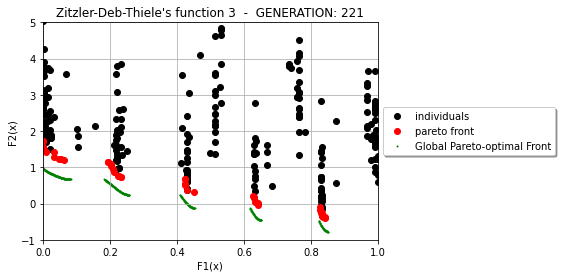 Zitzler-Deb-Thiele's function 3  -  GENERATION: 221
5
4
3
2
1
0
−1
F2(x)
0.0
0.2
0.4
0.6
0.8
1.0
F1(x)
individuals
pareto front
Global Pareto-optimal Front